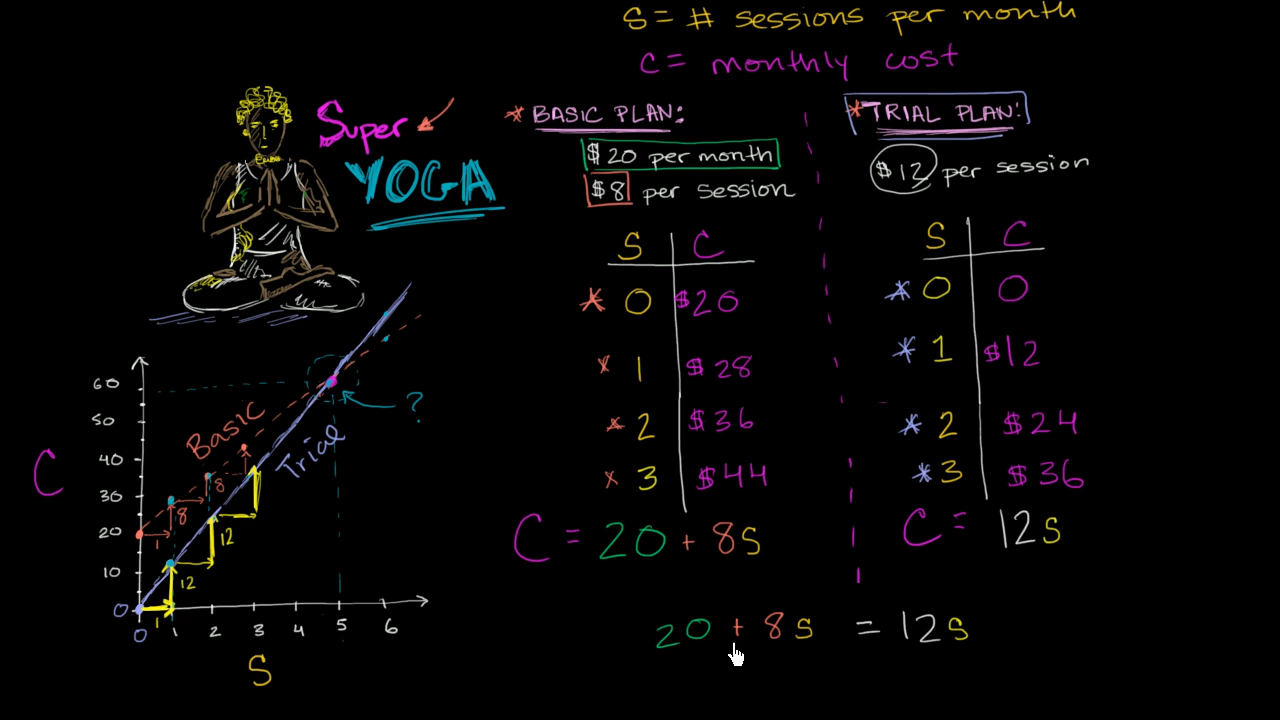 S = # sessions per month
C = monthly cost
Super
YOGA
* BASIC PLAN:
$20 per month
$8 per session
S C
* 0 $20
* 1 $28
* 2 $36
* 3 $44
C = 20 + 8s
* TRIAL PLAN:
$12 per session
S C
* 0 0
* 1 $12
* 2 $24
* 3 $36
C = 12s
20 + 8s = 12s
C
60
50
40
30
20
10
0
0 1 2 3 4 5 6
S
Basic
Trial
?
1
8
8
1
12
12